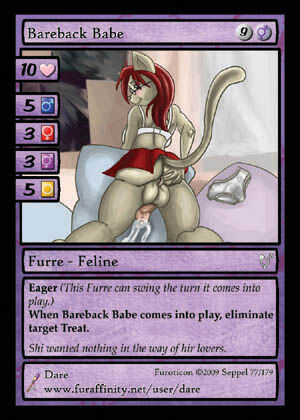 Bareback Babe 9
10
5
3
3
5
Furre - Feline
Eager (This Furre can swing the turn it comes into
play.)
When Bareback Babe comes into play, eliminate
target Treat.
Shi wanted nothing in the way of hir lovers.
Dare Furoticon ©2009 Seppel 77/179
www.furaffinity.net/user/dare